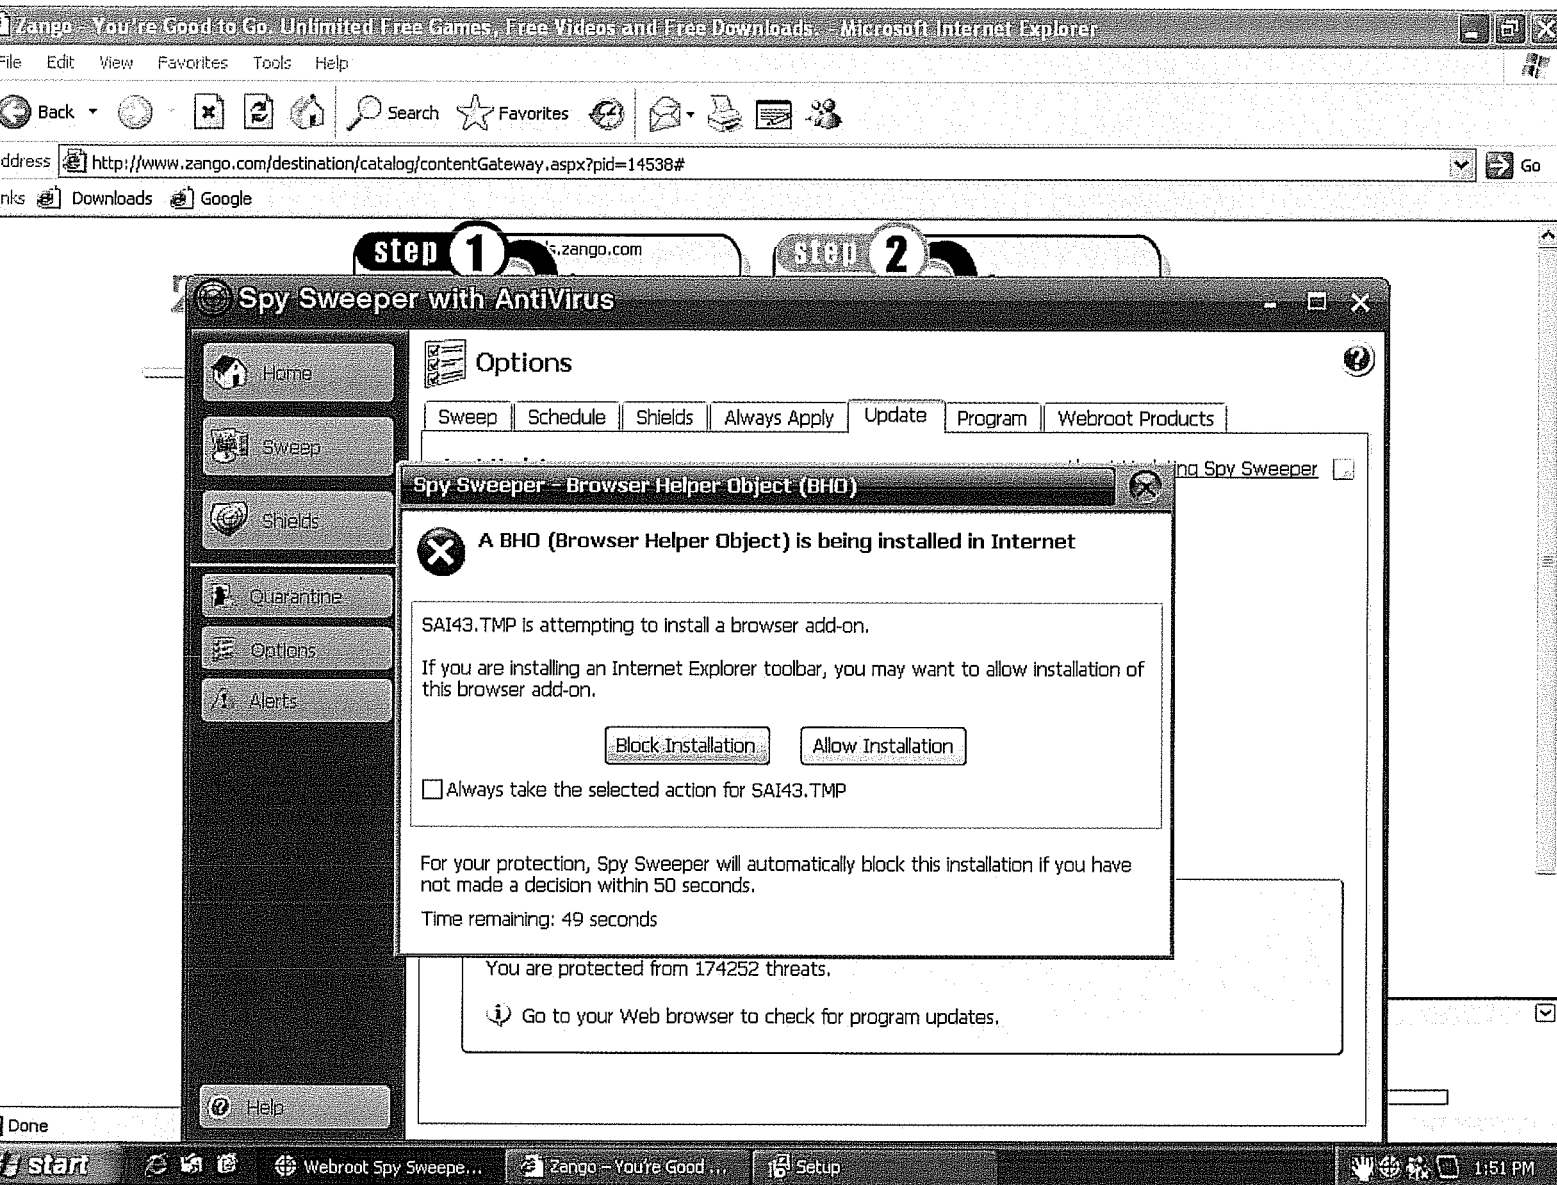 Zango - You're Good to Go. Unlimited Free Games, Free Videos and Free Downloads. - Microsoft Internet Explorer
File Edit View Favorites Tools Help
Back Search Favorites
ddress http://www.zango.com/destination/catalog/contentGateway.aspx?pid=14538# Go
nks Downloads Google
step 1 s.zango.com step 2
Spy Sweeper with AntiVirus
Home
Sweep
Shields
Quarantine
Options
Alerts
Help
Options
Sweep Schedule Shields Always Apply Update Program Webroot Products
ing Spy Sweeper
Spy Sweeper - Browser Helper Object (BHO)
A BHO (Browser Helper Object) is being installed in Internet
SAI43.TMP is attempting to install a browser add-on.
If you are installing an Internet Explorer toolbar, you may want to allow installation of
this browser add-on.
Block Installation Allow Installation
Always take the selected action for SAI43.TMP
For your protection, Spy Sweeper will automatically block this installation if you have
not made a decision within 50 seconds.
Time remaining: 49 seconds
You are protected from 174252 threats.
Go to your Web browser to check for program updates.
Done
start Webroot Spy Sweepe... Zango - You're Good ... Setup 1:51 PM